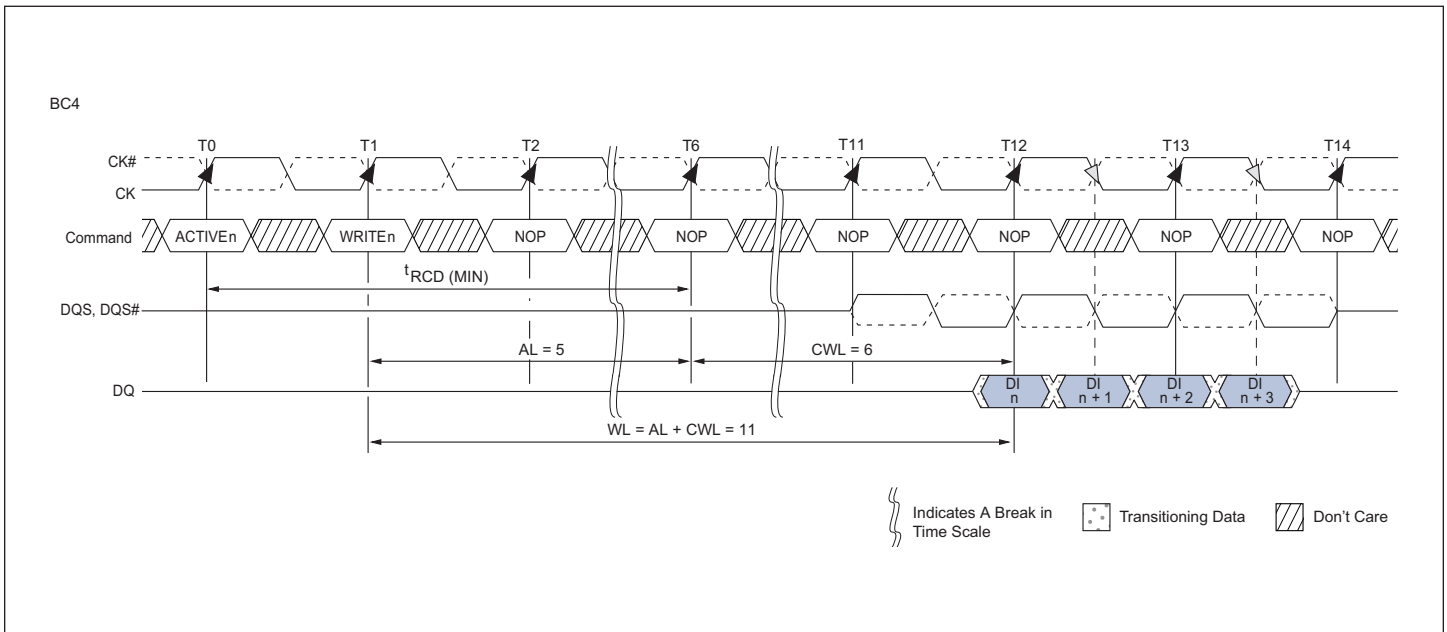 BC4
T0 T1 T2 T6 T11 T12 T13 T14
CK#
CK
Command ACTIVEn WRITEn NOP NOP NOP NOP NOP NOP
tRCD (MIN)
DQS, DQS#
AL = 5 CWL = 6
DQ DI n DI n + 1 DI n + 2 DI n + 3
WL = AL + CWL = 11
Indicates A Break in
Time Scale
Transitioning Data
Don't Care